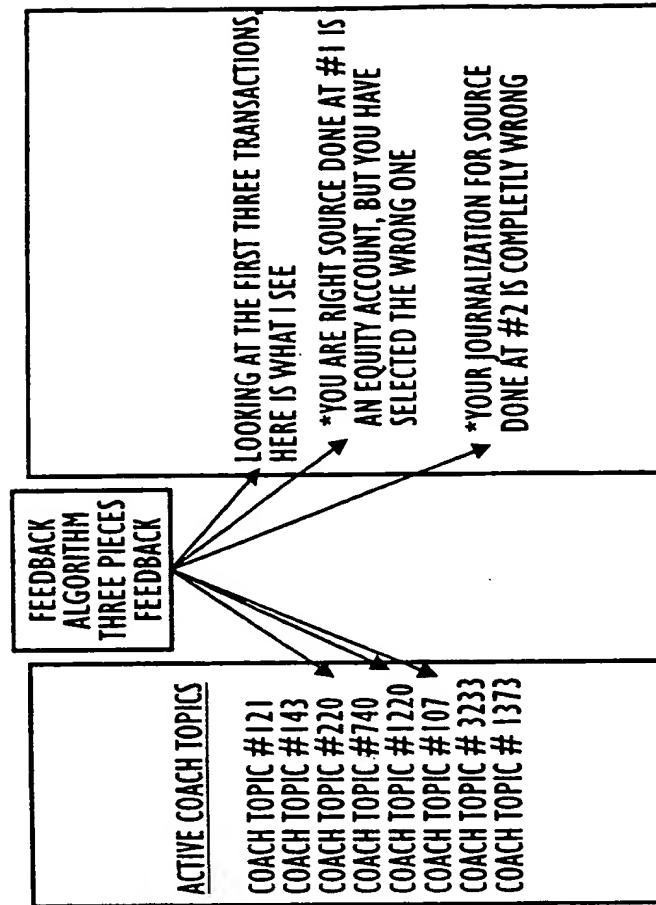 ACTIVE COACH TOPICS
COACH TOPIC #121
COACH TOPIC #143
COACH TOPIC #220
COACH TOPIC #740
COACH TOPIC #1220
COACH TOPIC #107
COACH TOPIC # 3233
COACH TOPIC # 1373
FEEDBACK
ALGORITHM
THREE PIECES
FEEDBACK
LOOKING AT THE FIRST THREE TRANSACTIONS,
HERE IS WHAT I SEE
*YOU ARE RIGHT SOURCE DONE AT #1 IS
AN EQUITY ACCOUNT, BUT YOU HAVE
SELECTED THE WRONG ONE
*YOUR JOURNALIZATION FOR SOURCE
DONE AT #2 IS COMPLETLY WRONG